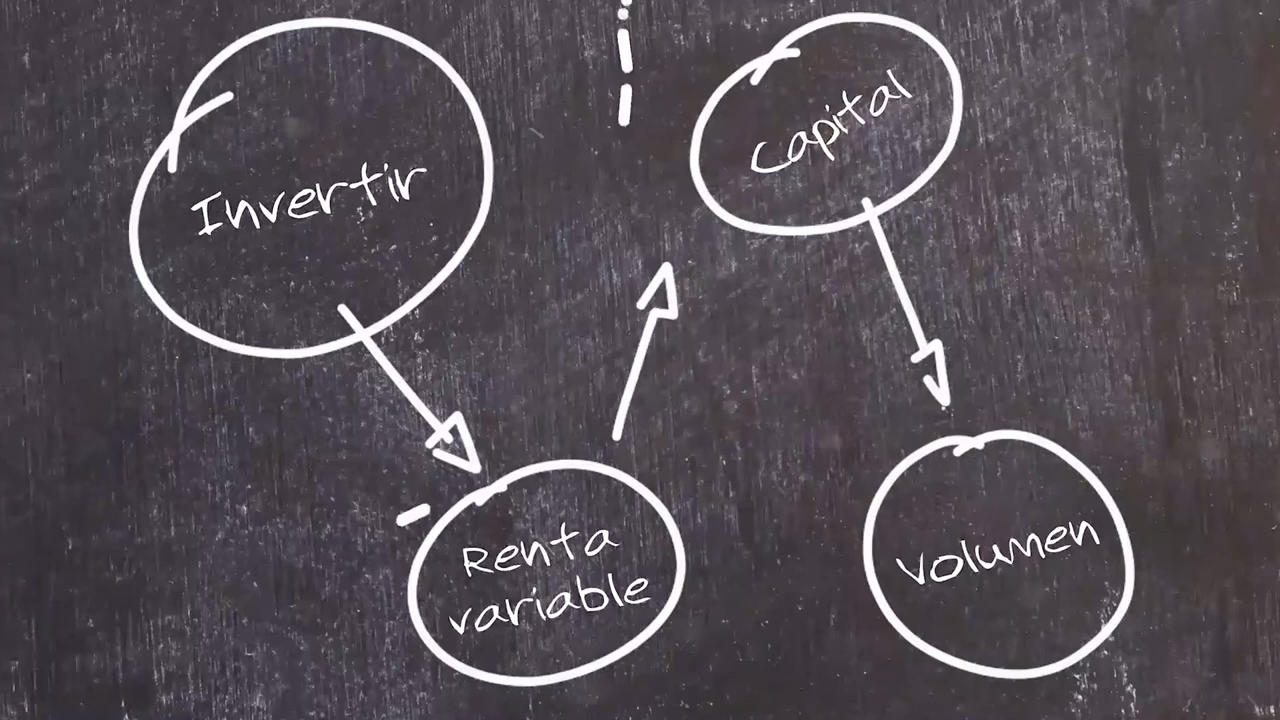 Invertir
Capital
Renta
variable
Volumen